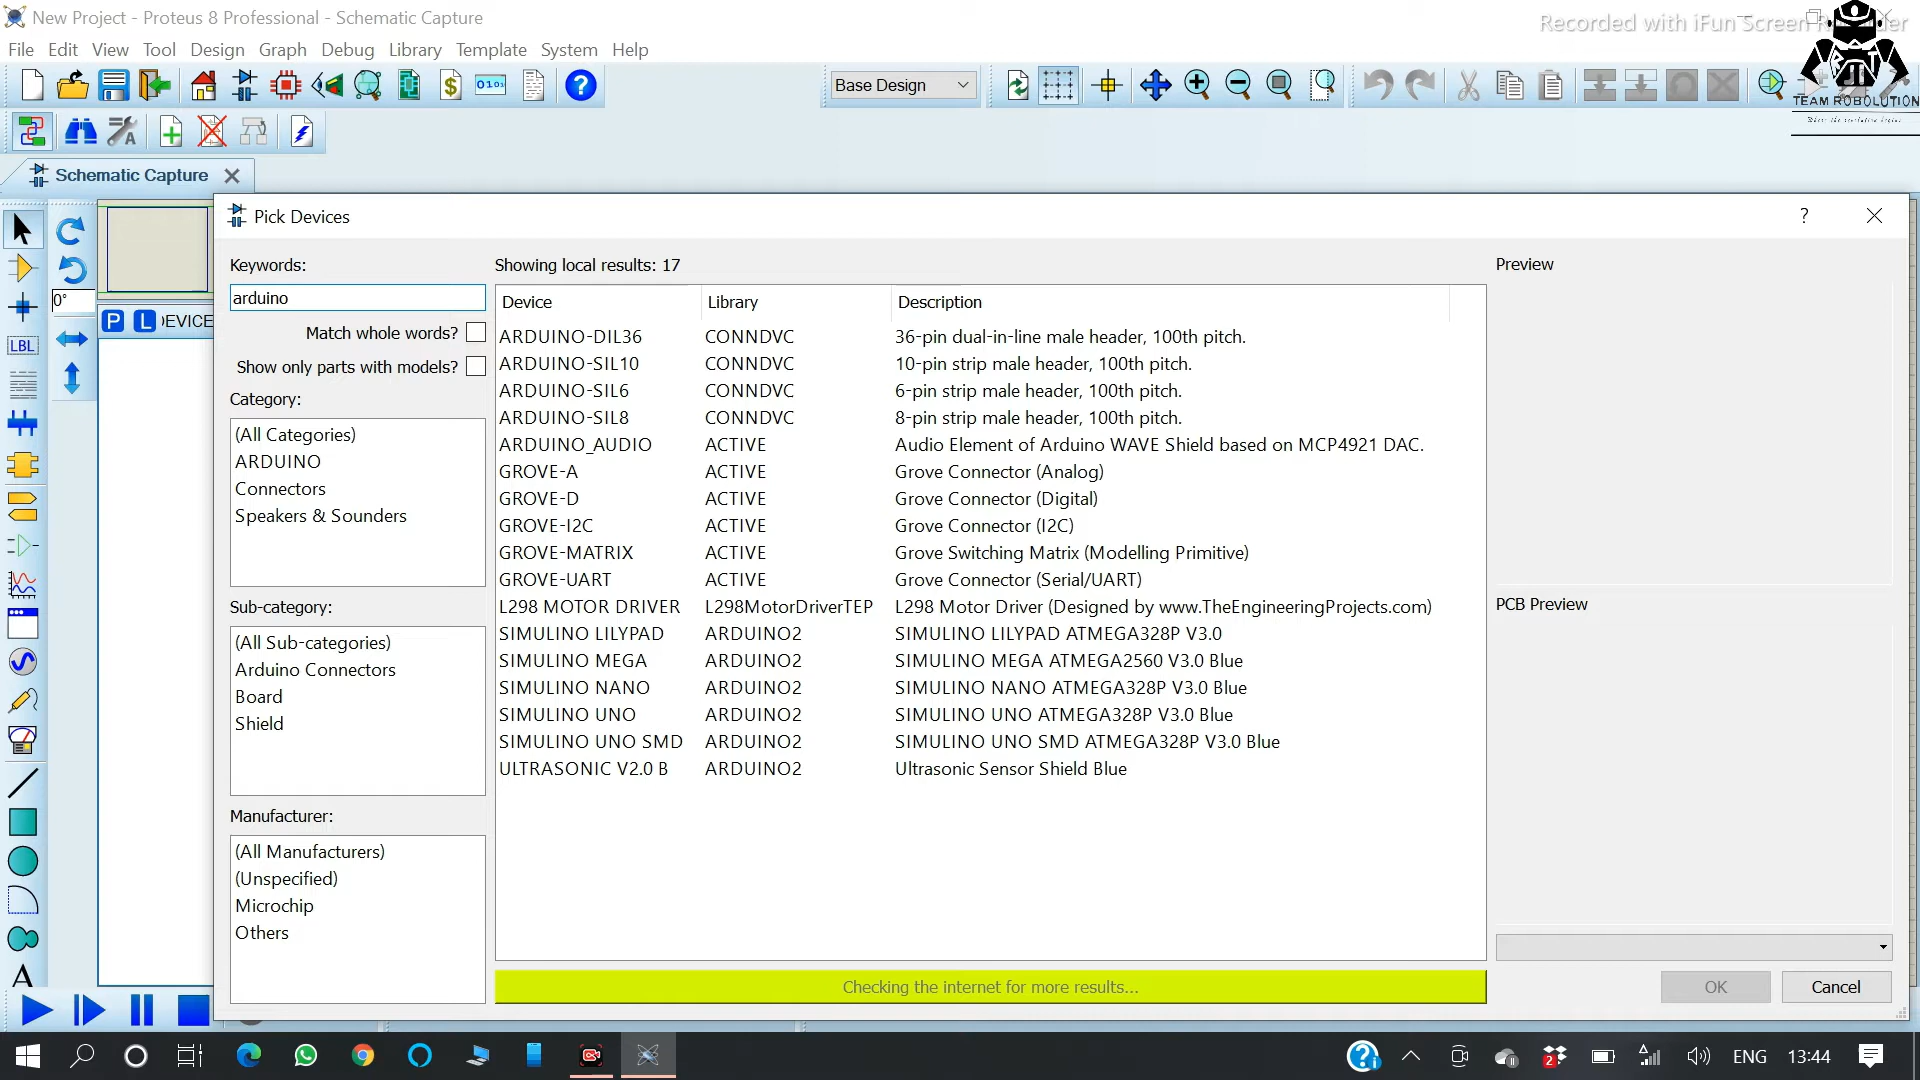 New Project - Proteus 8 Professional - Schematic Capture
Recorded with iFun Screen Re   der
File Edit View Tool Design Graph Debug Library Template System Help
Base Design
TEAM ROBOLUTION
LBL
0101
$
?
Schematic Capture
Pick Devices
?
Keywords:
Showing local results: 17
Preview
arduino
Device Library Description
0°
P L DEVICE
Match whole words?
Show only parts with models?
Category:
(All Categories)
ARDUINO
Connectors
Speakers & Sounders
ARDUINO-DIL36 CONNDVC 36-pin dual-in-line male header, 100th pitch.
ARDUINO-SIL10 CONNDVC 10-pin strip male header, 100th pitch.
ARDUINO-SIL6 CONNDVC 6-pin strip male header, 100th pitch.
ARDUINO-SIL8 CONNDVC 8-pin strip male header, 100th pitch.
ARDUINO_AUDIO ACTIVE Audio Element of Arduino WAVE Shield based on MCP4921 DAC.
GROVE-A ACTIVE Grove Connector (Analog)
GROVE-D ACTIVE Grove Connector (Digital)
GROVE-I2C ACTIVE Grove Connector (I2C)
GROVE-MATRIX ACTIVE Grove Switching Matrix (Modelling Primitive)
GROVE-UART ACTIVE Grove Connector (Serial/UART)
L298 MOTOR DRIVER L298MotorDriverTEP L298 Motor Driver (Designed by www.TheEngineeringProjects.com)
SIMULINO LILYPAD ARDUINO2 SIMULINO LILYPAD ATMEGA328P V3.0
SIMULINO MEGA ARDUINO2 SIMULINO MEGA ATMEGA2560 V3.0 Blue
SIMULINO NANO ARDUINO2 SIMULINO NANO ATMEGA328P V3.0 Blue
SIMULINO UNO ARDUINO2 SIMULINO UNO ATMEGA328P V3.0 Blue
SIMULINO UNO SMD ARDUINO2 SIMULINO UNO SMD ATMEGA328P V3.0 Blue
ULTRASONIC V2.0 B ARDUINO2 Ultrasonic Sensor Shield Blue
Sub-category:
(All Sub-categories)
Arduino Connectors
Board
Shield
Manufacturer:
(All Manufacturers)
(Unspecified)
Microchip
Others
PCB Preview
A
Checking the internet for more results...
OK
Cancel
2
ENG
13:44